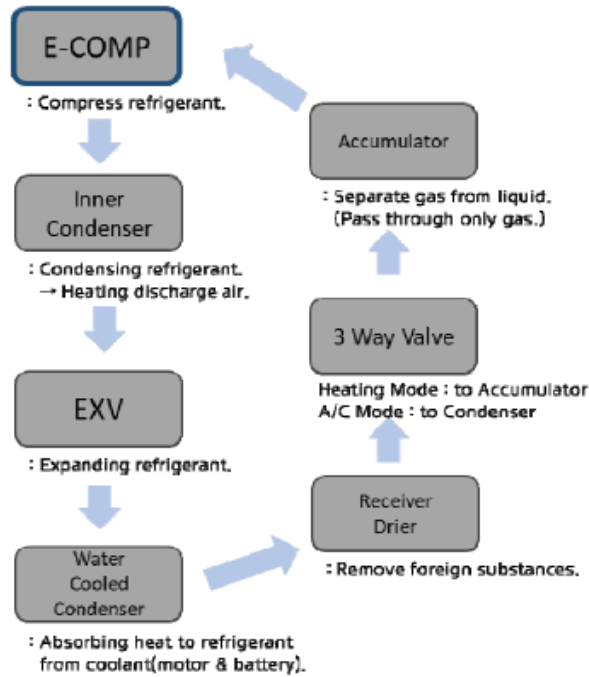 E-COMP
: Compress refrigerant.
Inner
Condenser
: Condensing refrigerant.
→ Heating discharge air.
EXV
: Expanding refrigerant.
Water
Cooled
Condenser
: Absorbing heat to refrigerant
from coolant(motor & battery).
Receiver
Drier
: Remove foreign substances.
3 Way Valve
Heating Mode : to Accumulator
A/C Mode : to Condenser
Accumulator
: Separate gas from liquid.
(Pass through only gas.)